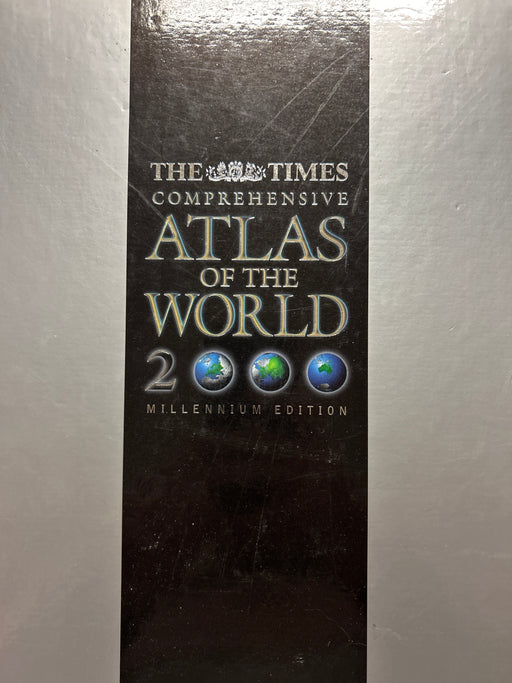 THE TIMES
COMPREHENSIVE
ATLAS
OF THE
WORLD
2000
MILLENNIUM EDITION